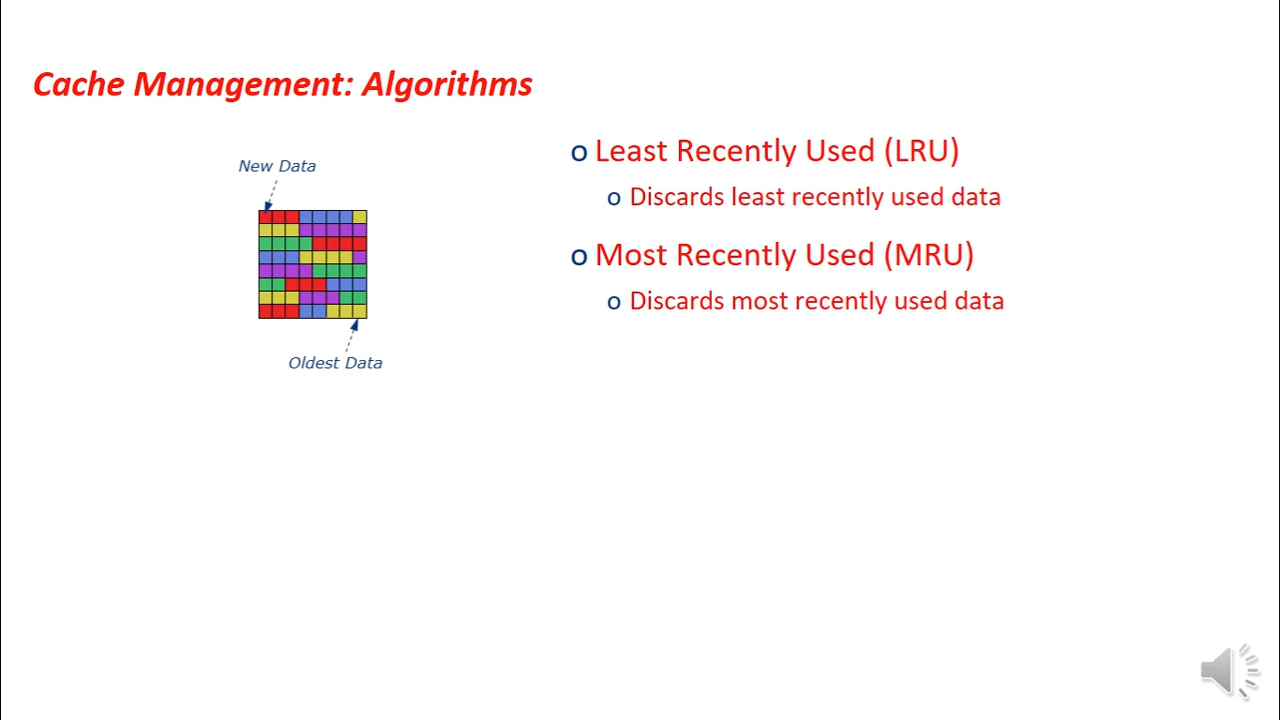 Cache Management: Algorithms
New Data
Oldest Data
o Least Recently Used (LRU)
o Discards least recently used data
o Most Recently Used (MRU)
o Discards most recently used data